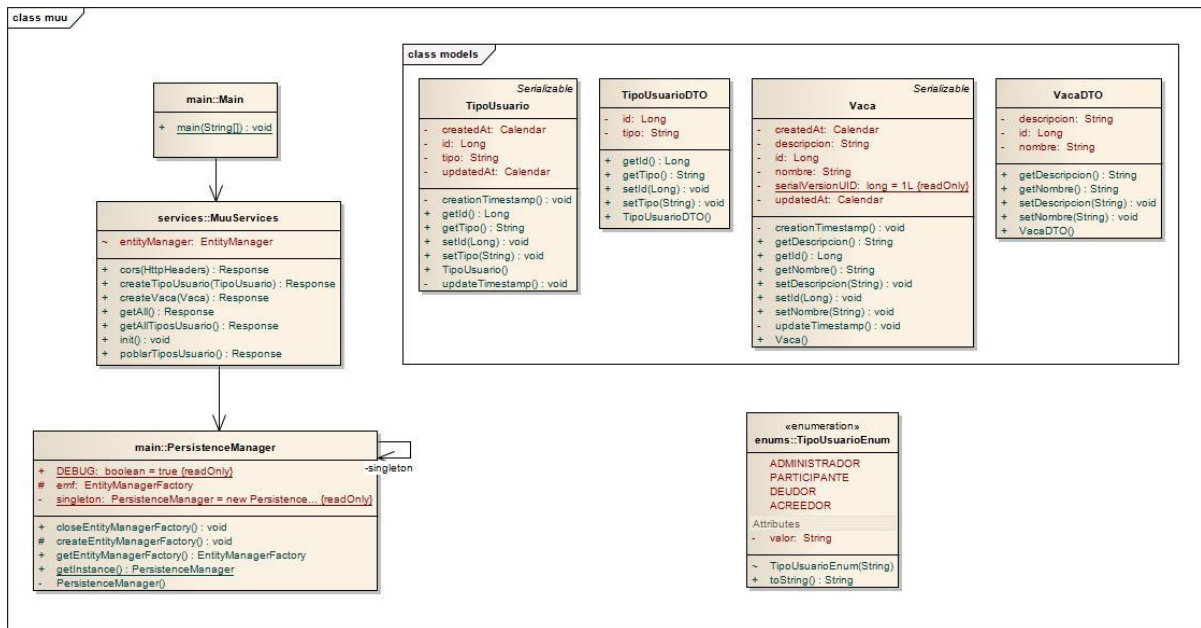 class muu
class models
main::Main
+ main(String[]) : void
services::MuuServices
~ entityManager: EntityManager
+ cors(HttpHeaders) : Response
+ createTipoUsuario(TipoUsuario) : Response
+ createVaca(Vaca) : Response
+ getAll() : Response
+ getAllTiposUsuario() : Response
+ init() : void
+ poblarTiposUsuario() : Response
main::PersistenceManager
+ DEBUG: boolean = true {readOnly}
# emf: EntityManagerFactory
- singleton: PersistenceManager = new Persistence... {readOnly}
+ closeEntityManagerFactory() : void
# createEntityManagerFactory() : void
+ getEntityManagerFactory() : EntityManagerFactory
+ getInstance() : PersistenceManager
- PersistenceManager()
-singleton
Serializable
TipoUsuario
- createdAt: Calendar
- id: Long
- tipo: String
- updatedAt: Calendar
- creationTimestamp() : void
+ getId() : Long
+ getTipo() : String
+ setId(Long) : void
+ setTipo(String) : void
+ TipoUsuario()
- updateTimestamp() : void
TipoUsuarioDTO
- id: Long
- tipo: String
+ getId() : Long
+ getTipo() : String
+ setId(Long) : void
+ setTipo(String) : void
+ TipoUsuarioDTO()
Serializable
Vaca
- createdAt: Calendar
- descripcion: String
- id: Long
- nombre: String
- serialVersionUID: long = 1L {readOnly}
- updatedAt: Calendar
- creationTimestamp() : void
+ getDescripcion() : String
+ getId() : Long
+ getNombre() : String
+ setDescripcion(String) : void
+ setId(Long) : void
+ setNombre(String) : void
- updateTimestamp() : void
+ Vaca()
VacaDTO
- descripcion: String
- id: Long
- nombre: String
+ getDescripcion() : String
+ getNombre() : String
+ setDescripcion(String) : void
+ setNombre(String) : void
+ VacaDTO()
«enumeration»
enums::TipoUsuarioEnum
ADMINISTRADOR
PARTICIPANTE
DEUDOR
ACREEDOR
Attributes
- valor: String
~ TipoUsuarioEnum(String)
+ toString() : String